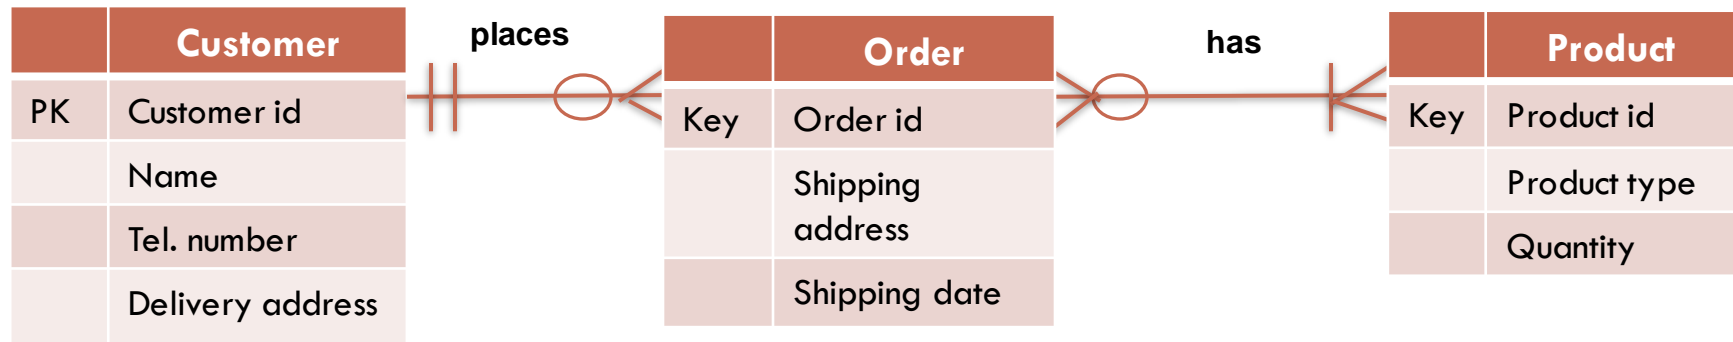 Customer
PK Customer id
Name
Tel. number
Delivery address
places
Order
Key Order id
Shipping
address
Shipping date
has
Product
Key Product id
Product type
Quantity